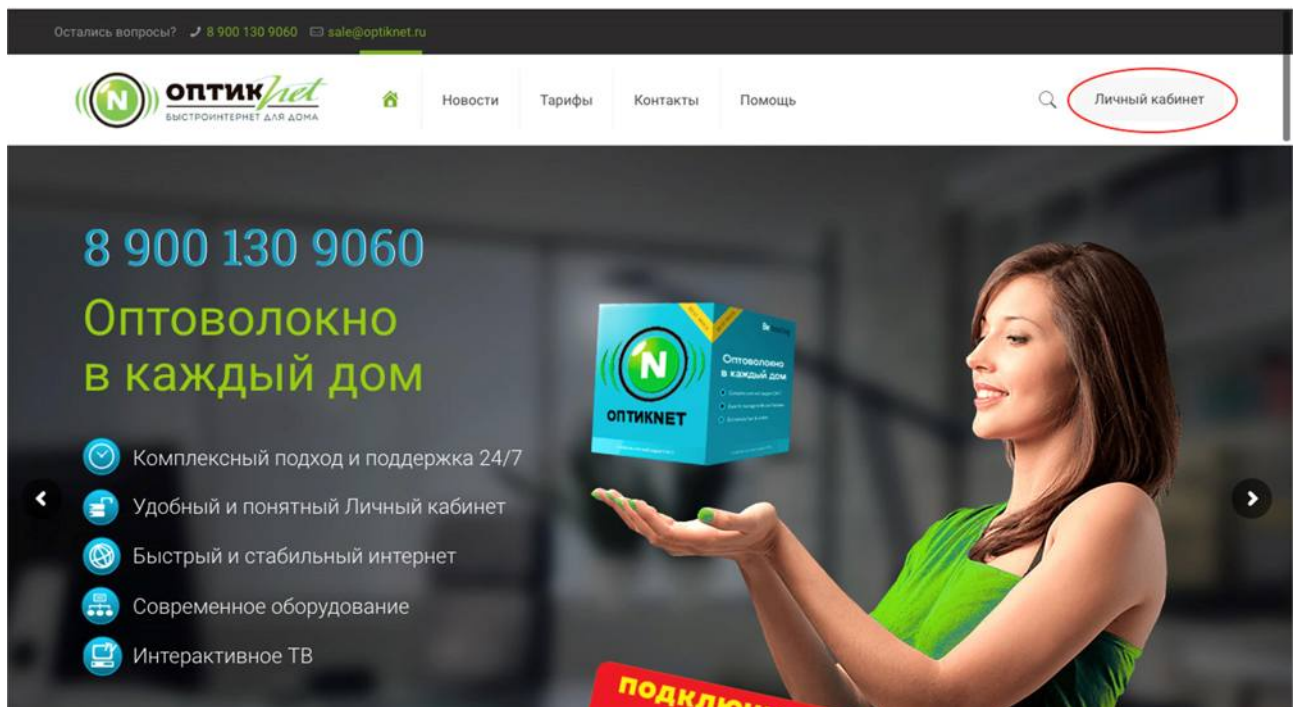 Остались вопросы? 8 900 130 9060 sale@optiknet.ru
N ОПТИКnet
БЫСТРОИНТЕРНЕТ ДЛЯ ДОМА
Новости Тарифы Контакты Помощь Личный кабинет
8 900 130 9060
Оптоволокно
в каждый дом
Комплексный подход и поддержка 24/7
Удобный и понятный Личный кабинет
Быстрый и стабильный интернет
Современное оборудование
Интерактивное ТВ
N
ОПТИКNET
Оптоволокно
в каждый дом